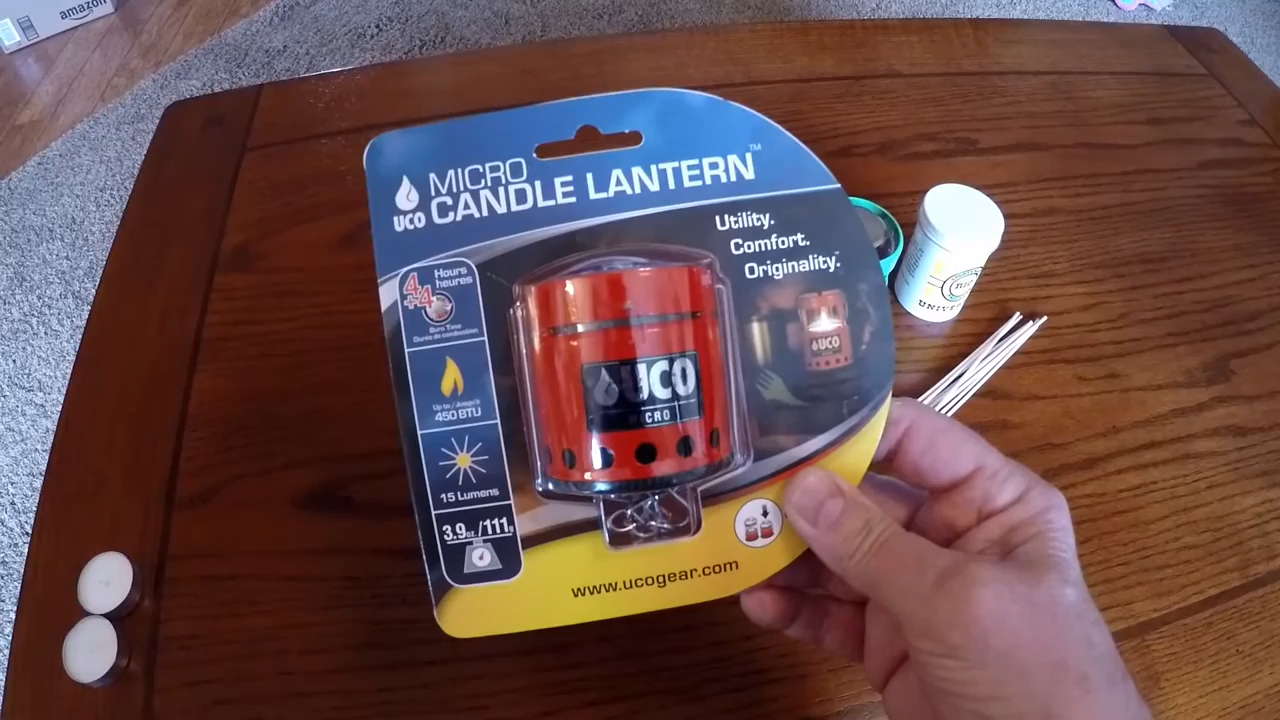 amazon
MICRO
UCO CANDLE LANTERN™
Utility.
Comfort.
Originality.™
4+4 Hours
heures
Burn Time
Durée de combustion
Up to / Jusqu'à
450 BTU
15 Lumens
3.9oz./111g
UCO
MICRO
UCO
www.ucogear.com
UNIVER